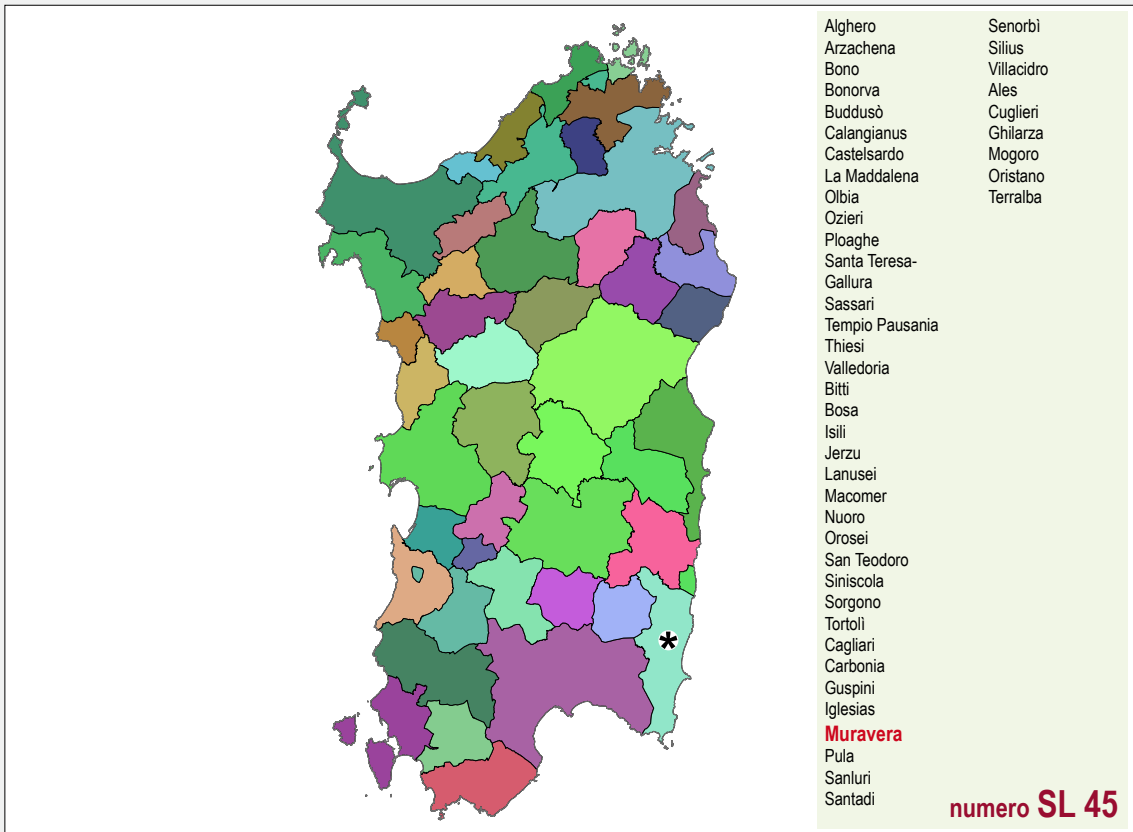 Alghero
Arzachena
Bono
Bonorva
Buddusò
Calangianus
Castelsardo
La Maddalena
Olbia
Ozieri
Ploaghe
Santa Teresa-
Gallura
Sassari
Tempio Pausania
Thiesi
Valledoria
Bitti
Bosa
Isili
Jerzu
Lanusei
Macomer
Nuoro
Orosei
San Teodoro
Siniscola
Sorgono
Tortolì
Cagliari
Carbonia
Guspini
Iglesias
Muravera
Pula
Sanluri
Santadi
Senorbì
Silius
Villacidro
Ales
Cuglieri
Ghilarza
Mogoro
Oristano
Terralba
*
numero SL 45